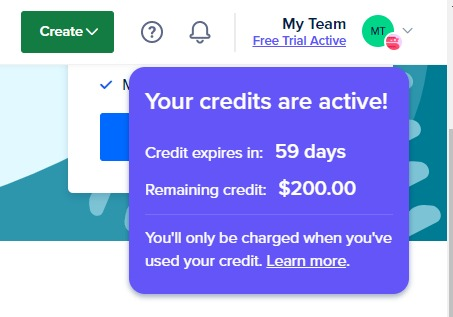 Create
My Team
Free Trial Active
MT
Your credits are active!
Credit expires in: 59 days
Remaining credit: $200.00
You'll only be charged when you've
used your credit. Learn more.